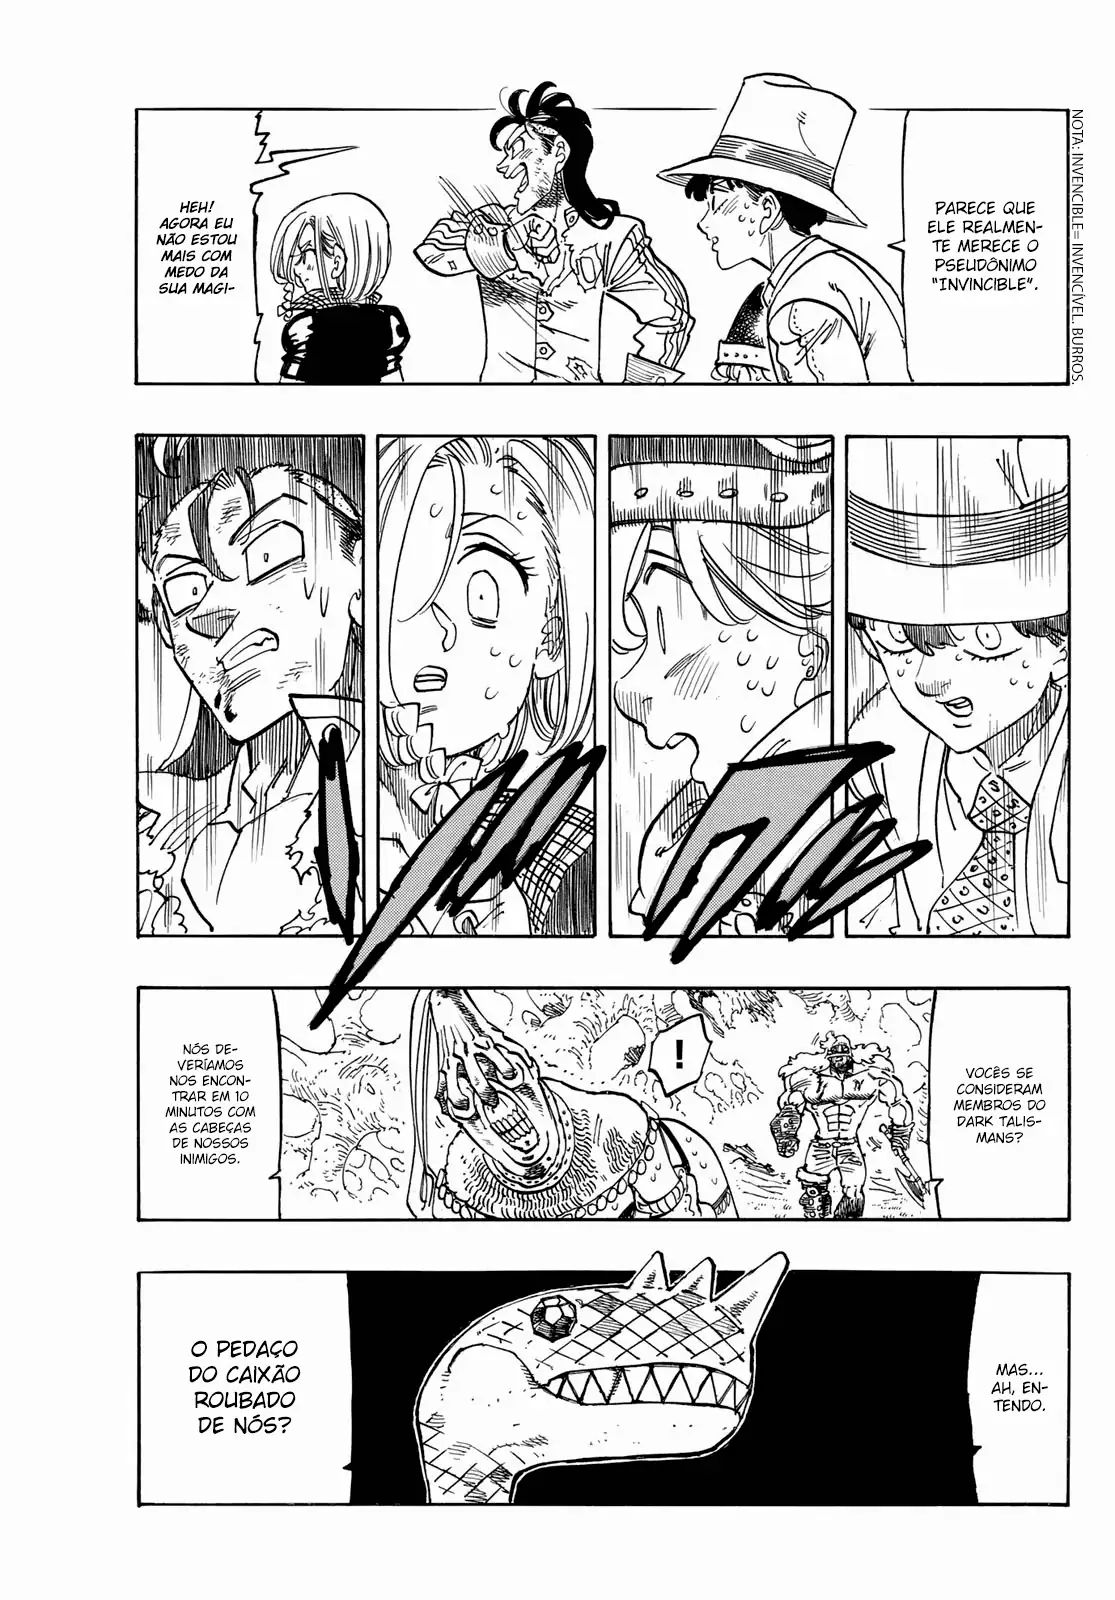 PARECE QUE
ELE REALMEN-
TE MERECE O
PSEUDÔNIMO
"INVINCIBLE".
NOTA: INVENCIBLE= INVENCÍVEL. BURROS.
HEH!
AGORA EU
NÃO ESTOU
MAIS COM
MEDO DA
SUA MAGI-
VOCÊS SE
CONSIDERAM
MEMBROS DO
DARK TALIS-
MANS?
!
NÓS DE-
VERÍAMOS
NOS ENCON-
TRAR EM 10
MINUTOS COM
AS CABEÇAS
DE NOSSOS
INIMIGOS.
MAS...
AH, EN-
TENDO.
O PEDAÇO
DO CAIXÃO
ROUBADO
DE NÓS?